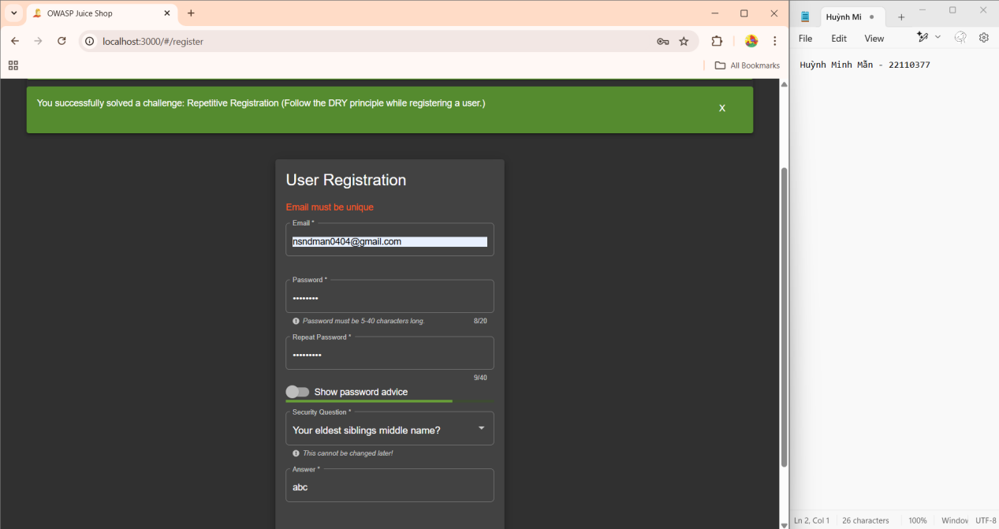 OWASP Juice Shop
localhost:3000/#/register
All Bookmarks
You successfully solved a challenge: Repetitive Registration (Follow the DRY principle while registering a user.)
X
User Registration
Email must be unique
Email *
nsndman0404@gmail.com
Password *
••••••••
Password must be 5-40 characters long.
8/20
Repeat Password *
•••••••••
9/40
Show password advice
Security Question *
Your eldest siblings middle name?
This cannot be changed later!
Answer *
abc
Huỳnh Mi
File Edit View
Huỳnh Minh Mẫn - 22110377
Ln 2, Col 1 26 characters 100% Window UTF-8